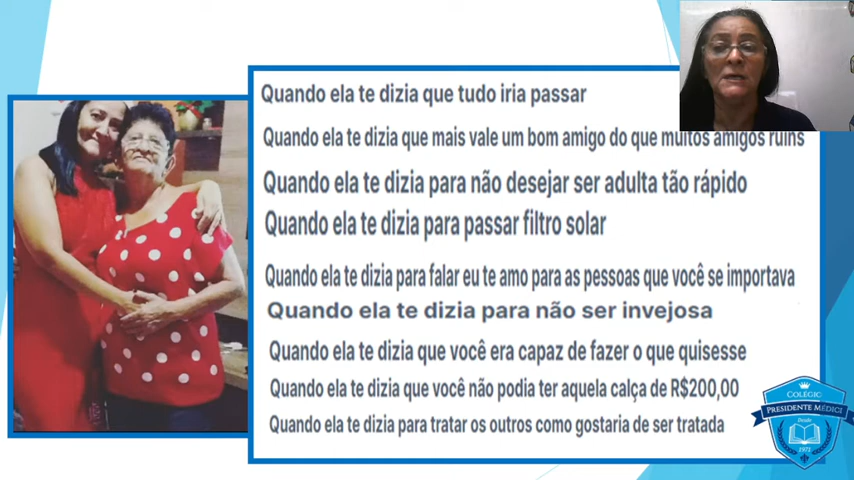 Quando ela te dizia que tudo iria passar
Quando ela te dizia que mais vale um bom amigo do que muitos amigos ruins
Quando ela te dizia para não desejar ser adulta tão rápido
Quando ela te dizia para passar filtro solar
Quando ela te dizia para falar eu te amo para as pessoas que você se importava
Quando ela te dizia para não ser invejosa
Quando ela te dizia que você era capaz de fazer o que quisesse
Quando ela te dizia que você não podia ter aquela calça de R$200,00
Quando ela te dizia para tratar os outros como gostaria de ser tratada
COLÉGIO
PRESIDENTE MÉDICI
Desde
1971